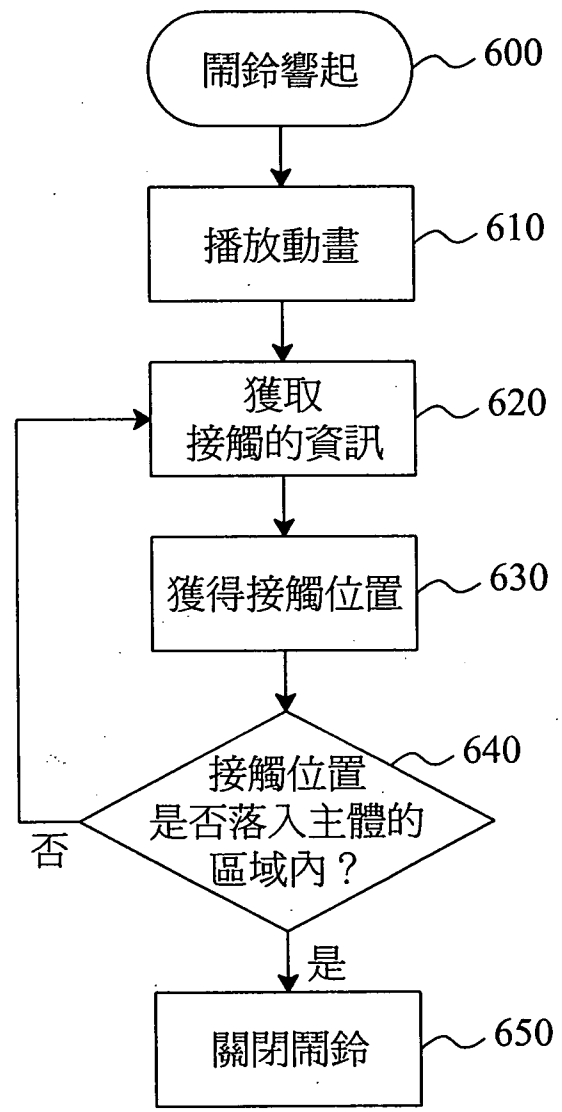 鬧鈴響起
600
播放動畫
610
獲取
接觸的資訊
620
獲得接觸位置
630
接觸位置
是否落入主體的
區域內？
640
否
是
關閉鬧鈴
650